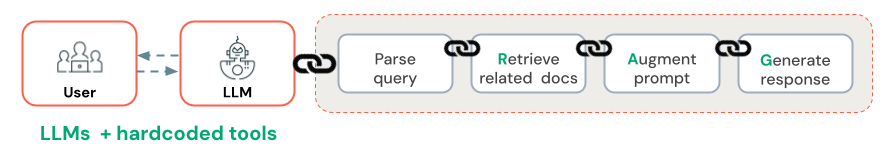 User
LLM
Parse
query
Retrieve
related docs
Augment
prompt
Generate
response
LLMs + hardcoded tools